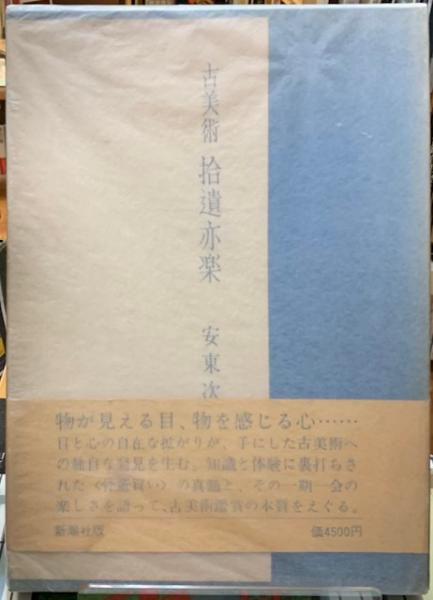 古美術 拾遺亦楽
安東次
物が見える目、物を感じる心……
目と心の自在な拡がりが、手にした古美術へ
の独自な発見を生む。知識と体験に裏打ちさ
れた〈骨董買い〉の真髄と、その一期一会の
楽しさを語って、古美術鑑賞の本質をえぐる。
新潮社版
価4500円